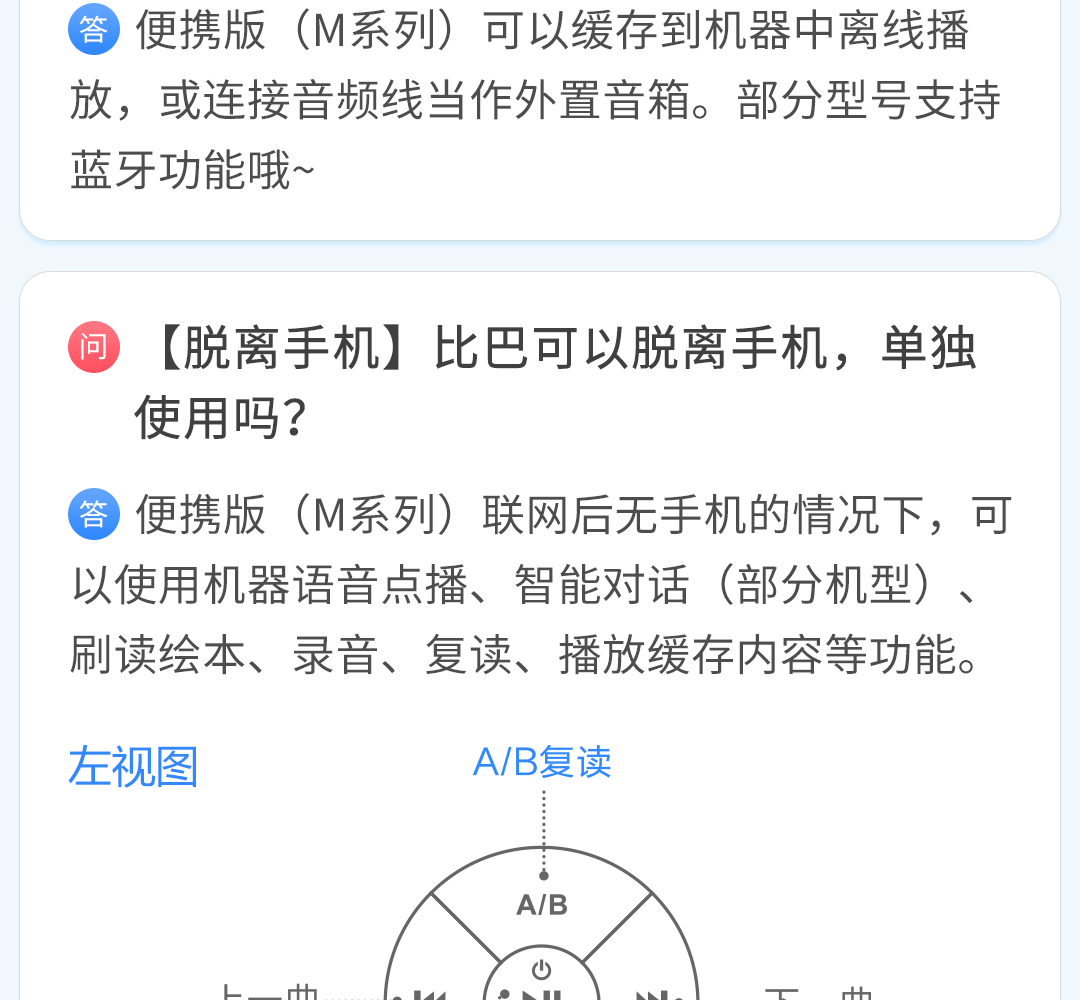 答 便携版（M系列）可以缓存到机器中离线播
放，或连接音频线当作外置音箱。部分型号支持
蓝牙功能哦~
问 【脱离手机】比巴可以脱离手机，单独
使用吗？
答 便携版（M系列）联网后无手机的情况下，可
以使用机器语音点播、智能对话（部分机型）、
刷读绘本、录音、复读、播放缓存内容等功能。
左视图
A/B复读
A/B
上一曲
下一曲